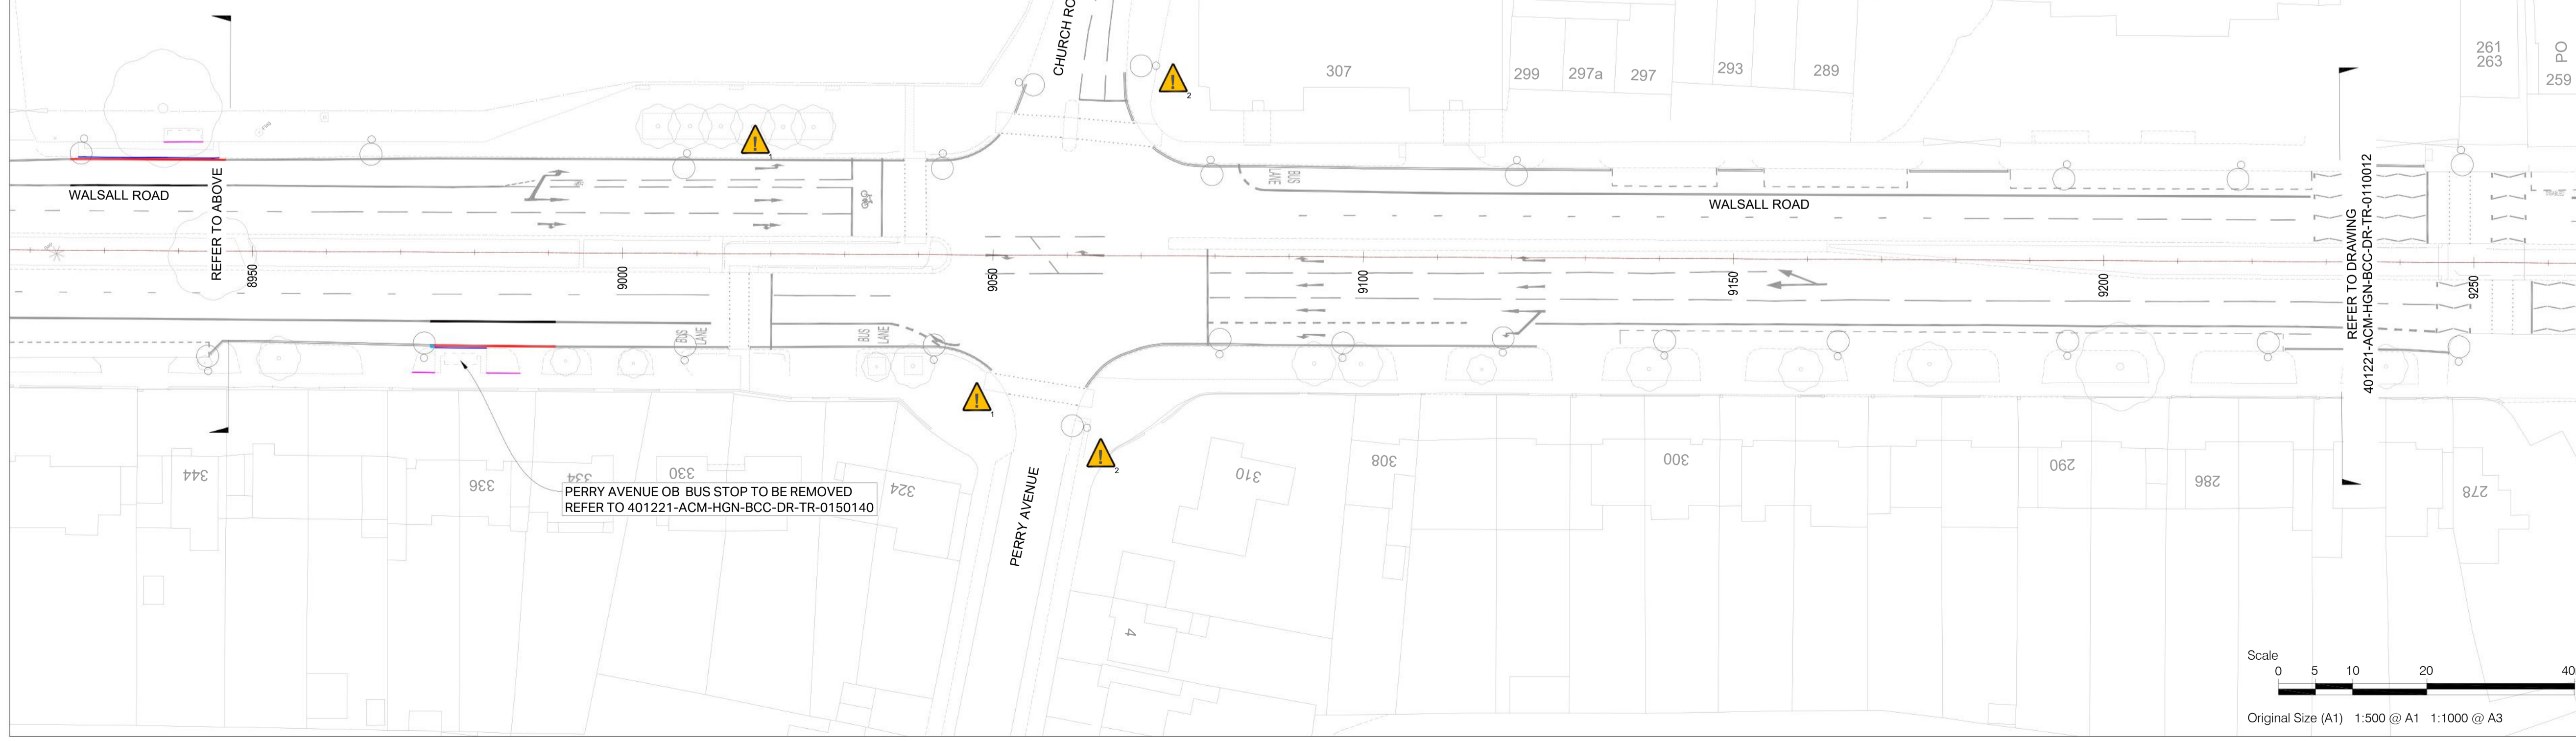 CHURCH RO
307
299
297a
297
293
289
261
263
PO
259
2
1
WALSALL ROAD
REFER TO ABOVE
BUS
LANE
WALSALL ROAD
REFER TO DRAWING
401221-ACM-HGN-BCC-DR-TR-0110012
8950
9000
9050
9100
9150
9200
9250
BUS
LANE
BUS
LANE
1
2
344
336
334
330
324
310
308
300
290
286
278
PERRY AVENUE OB BUS STOP TO BE REMOVED
REFER TO 401221-ACM-HGN-BCC-DR-TR-0150140
PERRY AVENUE
4
Scale
0 5 10 20 40
Original Size (A1) 1:500 @ A1 1:1000 @ A3